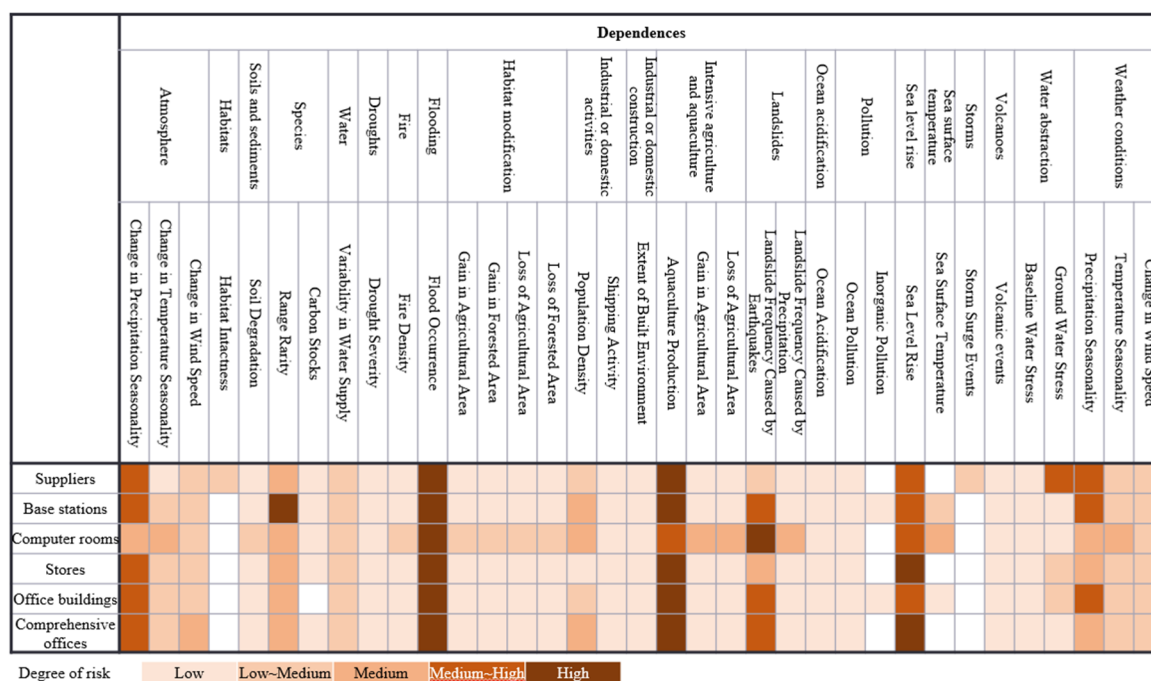 Dependences
Atmosphere
Habitats
Soils and sediments
Species
Water
Droughts
Fire
Flooding
Habitat modification
Industrial or domestic
activities
Industrial or domestic
construction
Intensive agriculture
and aquaculture
Landslides
Ocean acidification
Pollution
Sea level rise
Sea surface
temperature
Storms
Volcanoes
Water abstraction
Weather conditions
Change in Precipitation Seasonality
Change in Temperature Seasonality
Change in Wind Speed
Habitat Intactness
Soil Degradation
Range Rarity
Carbon Stocks
Variability in Water Supply
Drought Severity
Fire Density
Flood Occurrence
Gain in Agricultural Area
Gain in Forested Area
Loss of Agricultural Area
Loss of Forested Area
Population Density
Shipping Activity
Extent of Built Environment
Aquaculture Production
Gain in Agricultural Area
Loss of Agricultural Area
Landslide Frequency Caused by
Earthquakes
Landslide Frequency Caused by
Precipitation
Ocean Acidification
Ocean Pollution
Inorganic Pollution
Sea Level Rise
Sea Surface Temperature
Storm Surge Events
Volcanic events
Baseline Water Stress
Ground Water Stress
Precipitation Seasonality
Temperature Seasonality
Change in Wind Speed
Suppliers
Base stations
Computer rooms
Stores
Office buildings
Comprehensive
offices
Degree of risk
Low
Low~Medium
Medium
Medium~High
High